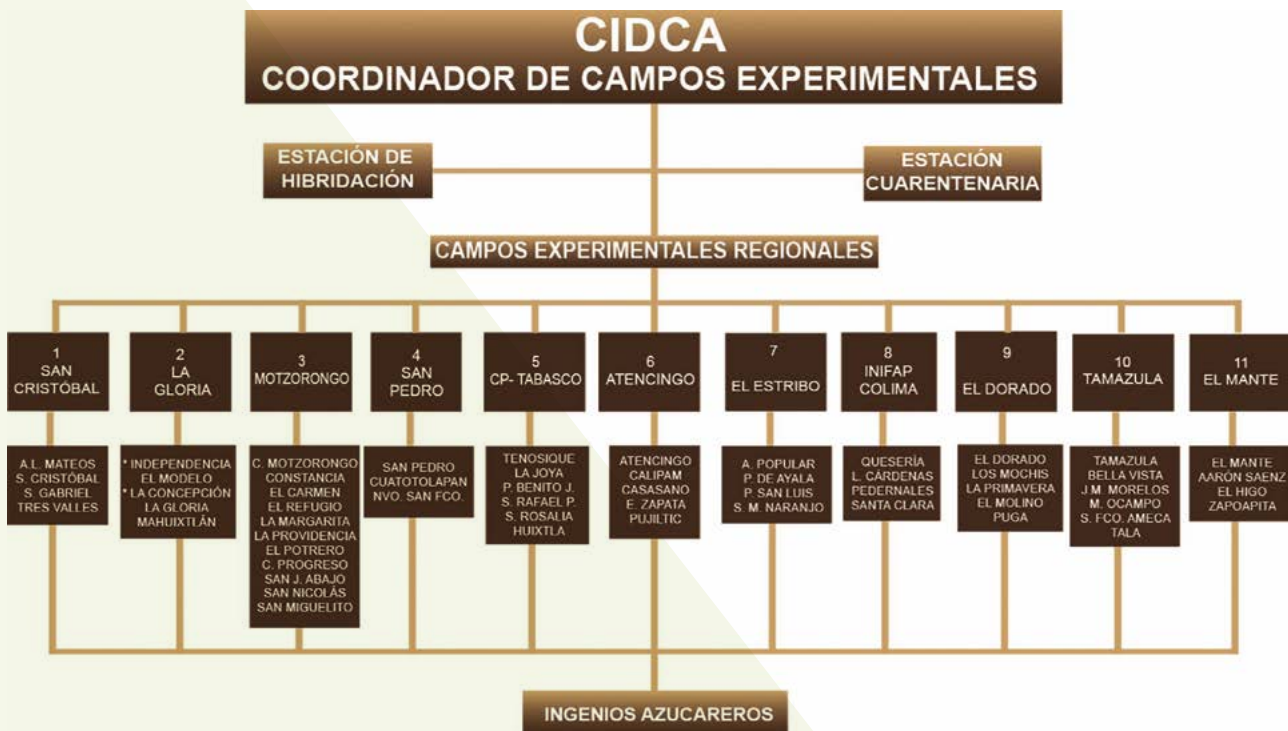 CIDCA
COORDINADOR DE CAMPOS EXPERIMENTALES
ESTACIÓN DE
HIBRIDACIÓN
ESTACIÓN
CUARENTENARIA
CAMPOS EXPERIMENTALES REGIONALES
1
SAN
CRISTÓBAL
2
LA
GLORIA
3
MOTZORONGO
4
SAN
PEDRO
5
CP- TABASCO
6
ATENCINGO
7
EL ESTRIBO
8
INIFAP
COLIMA
9
EL DORADO
10
TAMAZULA
11
EL MANTE
A.L. MATEOS
S. CRISTÓBAL
S. GABRIEL
TRES VALLES
* INDEPENDENCIA
EL MODELO
* LA CONCEPCIÓN
LA GLORIA
MAHUIXTLÁN
C. MOTZORONGO
CONSTANCIA
EL CARMEN
EL REFUGIO
LA MARGARITA
LA PROVIDENCIA
EL POTRERO
C. PROGRESO
SAN J. ABAJO
SAN NICOLÁS
SAN MIGUELITO
SAN PEDRO
CUATOTOLAPAN
NVO. SAN FCO.
TENOSIQUE
LA JOYA
P. BENITO J.
S. RAFAEL P.
S. ROSALIA
HUIXTLA
ATENCINGO
CALIPAM
CASASANO
E. ZAPATA
PUJILTIC
A. POPULAR
P. DE AYALA
P. SAN LUIS
S. M. NARANJO
QUESERÍA
L. CÁRDENAS
PEDERNALES
SANTA CLARA
EL DORADO
LOS MOCHIS
LA PRIMAVERA
EL MOLINO
PUGA
TAMAZULA
BELLA VISTA
J.M. MORELOS
M. OCAMPO
S. FCO. AMECA
TALA
EL MANTE
AARÓN SAENZ
EL HIGO
ZAPOAPITA
INGENIOS AZUCAREROS